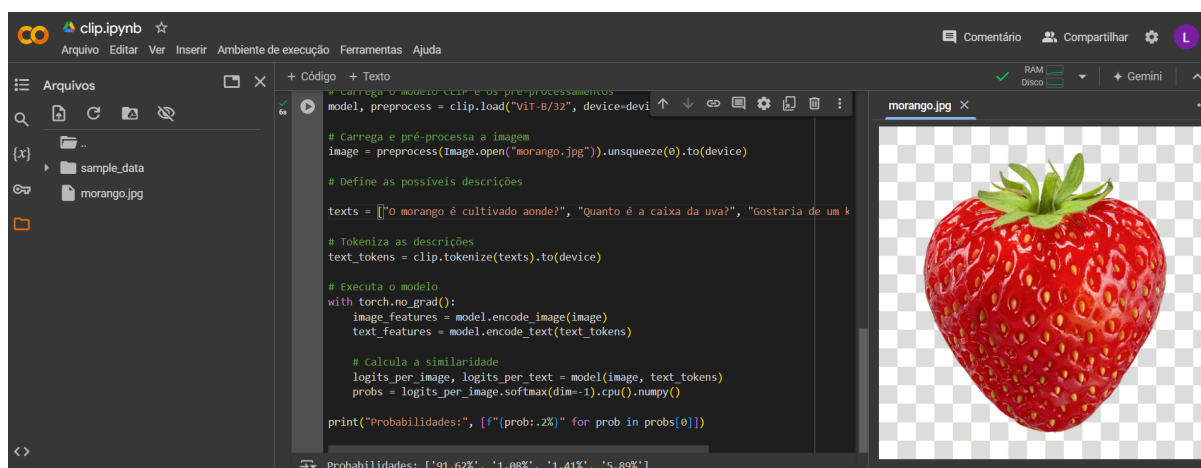 clip.ipynb
Arquivo Editar Ver Inserir Ambiente de execução Ferramentas Ajuda
Comentário
Compartilhar
L
Arquivos
..
sample_data
morango.jpg
+ Código + Texto
RAM
Disco
Gemini
6s
# Carrega o modelo CLIP e os pré-processamentos
model, preprocess = clip.load("ViT-B/32", device=devi
# Carrega e pré-processa a imagem
image = preprocess(Image.open("morango.jpg")).unsqueeze(0).to(device)
# Define as possíveis descrições
texts = ["O morango é cultivado aonde?", "Quanto é a caixa da uva?", "Gostaria de um k
# Tokeniza as descrições
text_tokens = clip.tokenize(texts).to(device)
# Executa o modelo
with torch.no_grad():
image_features = model.encode_image(image)
text_features = model.encode_text(text_tokens)
# Calcula a similaridade
logits_per_image, logits_per_text = model(image, text_tokens)
probs = logits_per_image.softmax(dim=-1).cpu().numpy()
print("Probabilidades:", [f"{prob:.2%}" for prob in probs[0]])
Probabilidades: ['91.62%', '1.08%', '1.41%', '5.89%']
morango.jpg
{x}